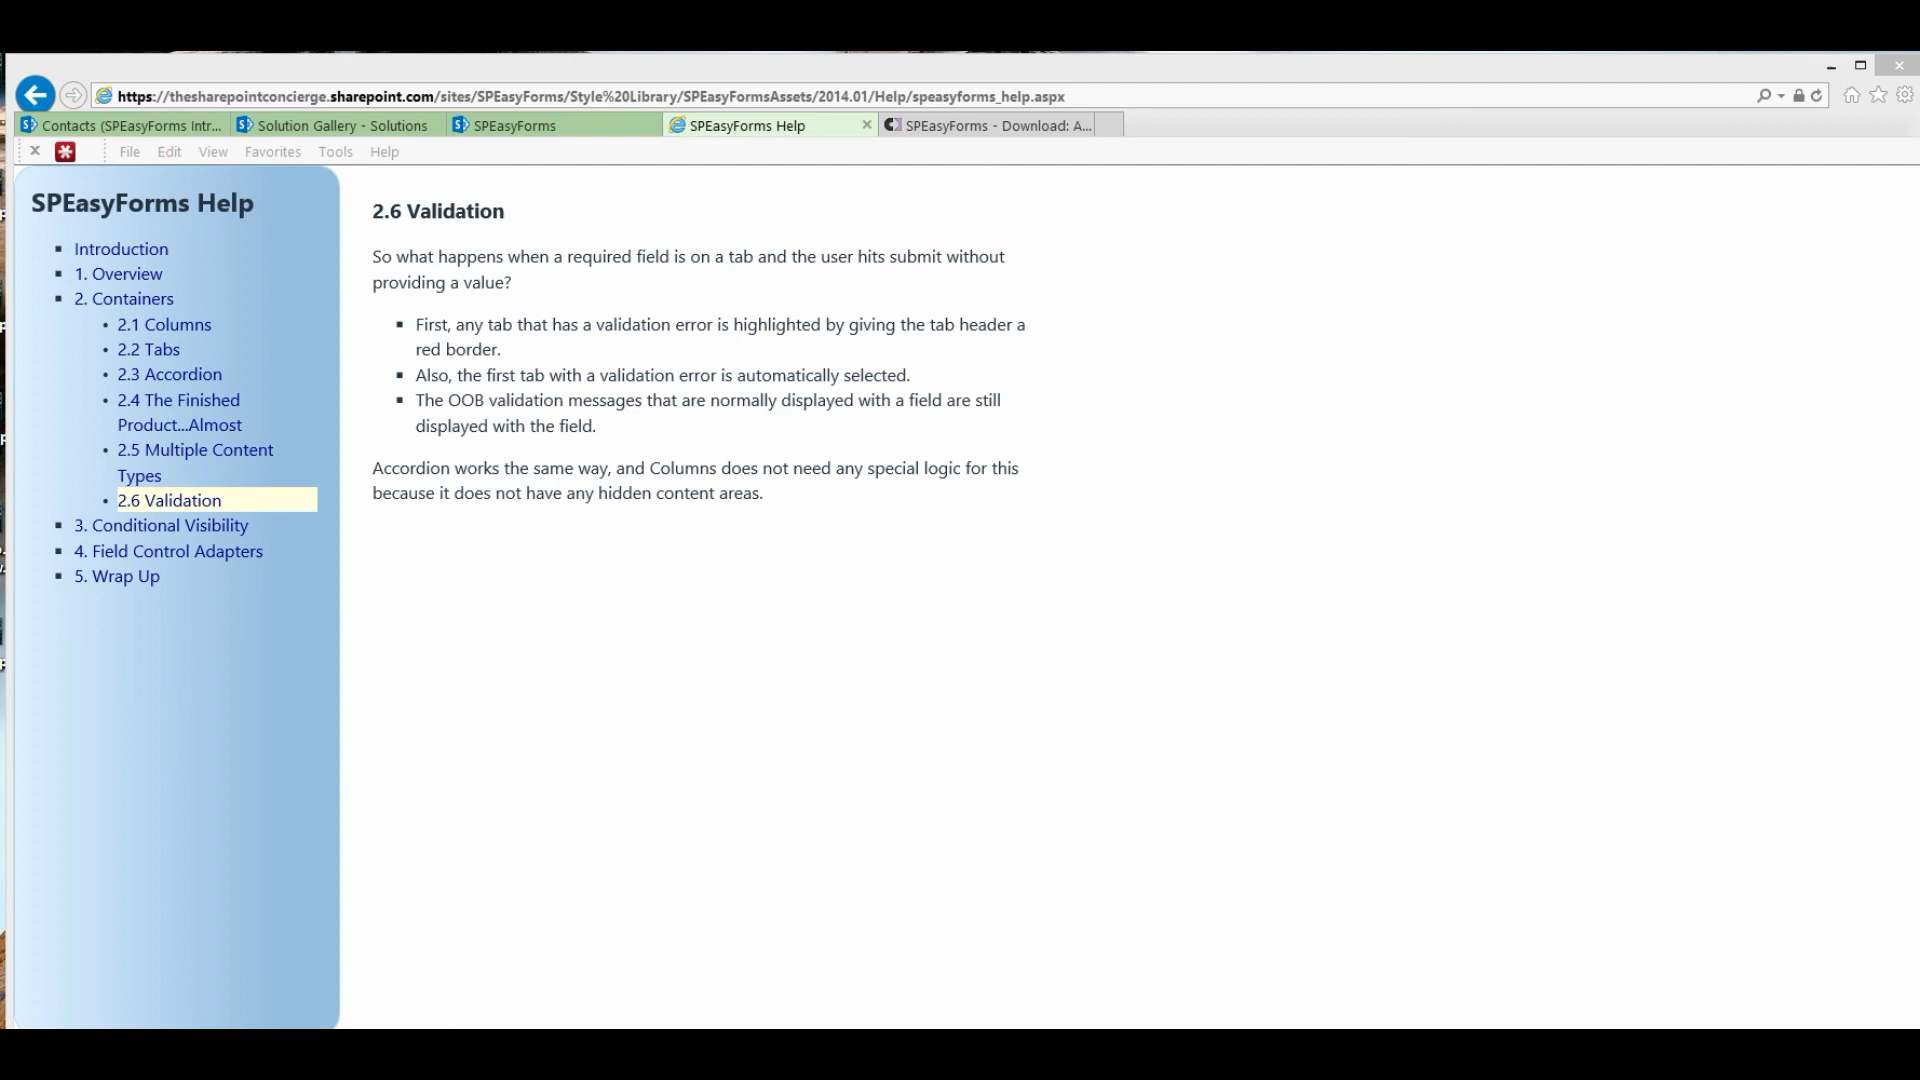 https://thesharepointconcierge.sharepoint.com/sites/SPEasyForms/Style%20Library/SPEasyFormsAssets/2014.01/Help/speasyforms_help.aspx
Contacts (SPEasyForms Intr...
Solution Gallery - Solutions
SPEasyForms
SPEasyForms Help
SPEasyForms - Download: A...
File Edit View Favorites Tools Help
SPEasyForms Help
Introduction
1. Overview
2. Containers
2.1 Columns
2.2 Tabs
2.3 Accordion
2.4 The Finished
Product...Almost
2.5 Multiple Content
Types
2.6 Validation
3. Conditional Visibility
4. Field Control Adapters
5. Wrap Up
2.6 Validation
So what happens when a required field is on a tab and the user hits submit without
providing a value?
First, any tab that has a validation error is highlighted by giving the tab header a
red border.
Also, the first tab with a validation error is automatically selected.
The OOB validation messages that are normally displayed with a field are still
displayed with the field.
Accordion works the same way, and Columns does not need any special logic for this
because it does not have any hidden content areas.